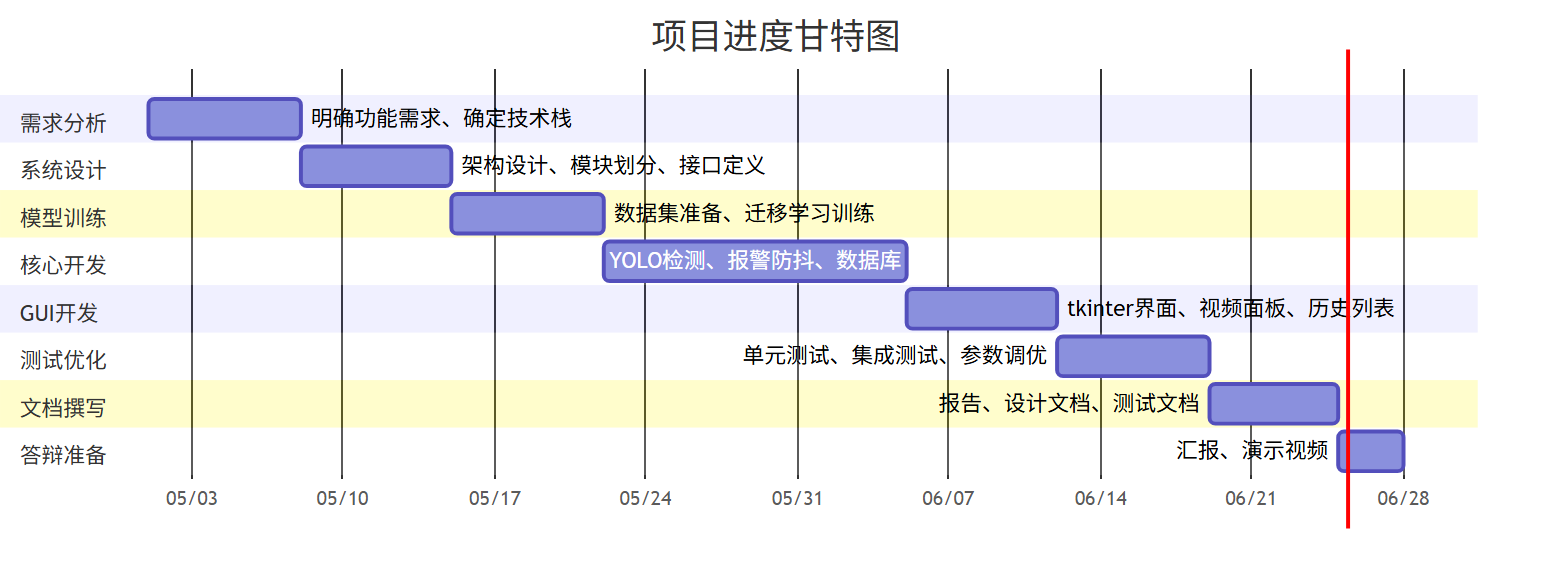 项目进度甘特图
需求分析
明确功能需求、确定技术栈
系统设计
架构设计、模块划分、接口定义
模型训练
数据集准备、迁移学习训练
核心开发
YOLO检测、报警防抖、数据库
GUI开发
tkinter界面、视频面板、历史列表
测试优化
单元测试、集成测试、参数调优
文档撰写
报告、设计文档、测试文档
答辩准备
汇报、演示视频
05/03 05/10 05/17 05/24 05/31 06/07 06/14 06/21 06/28